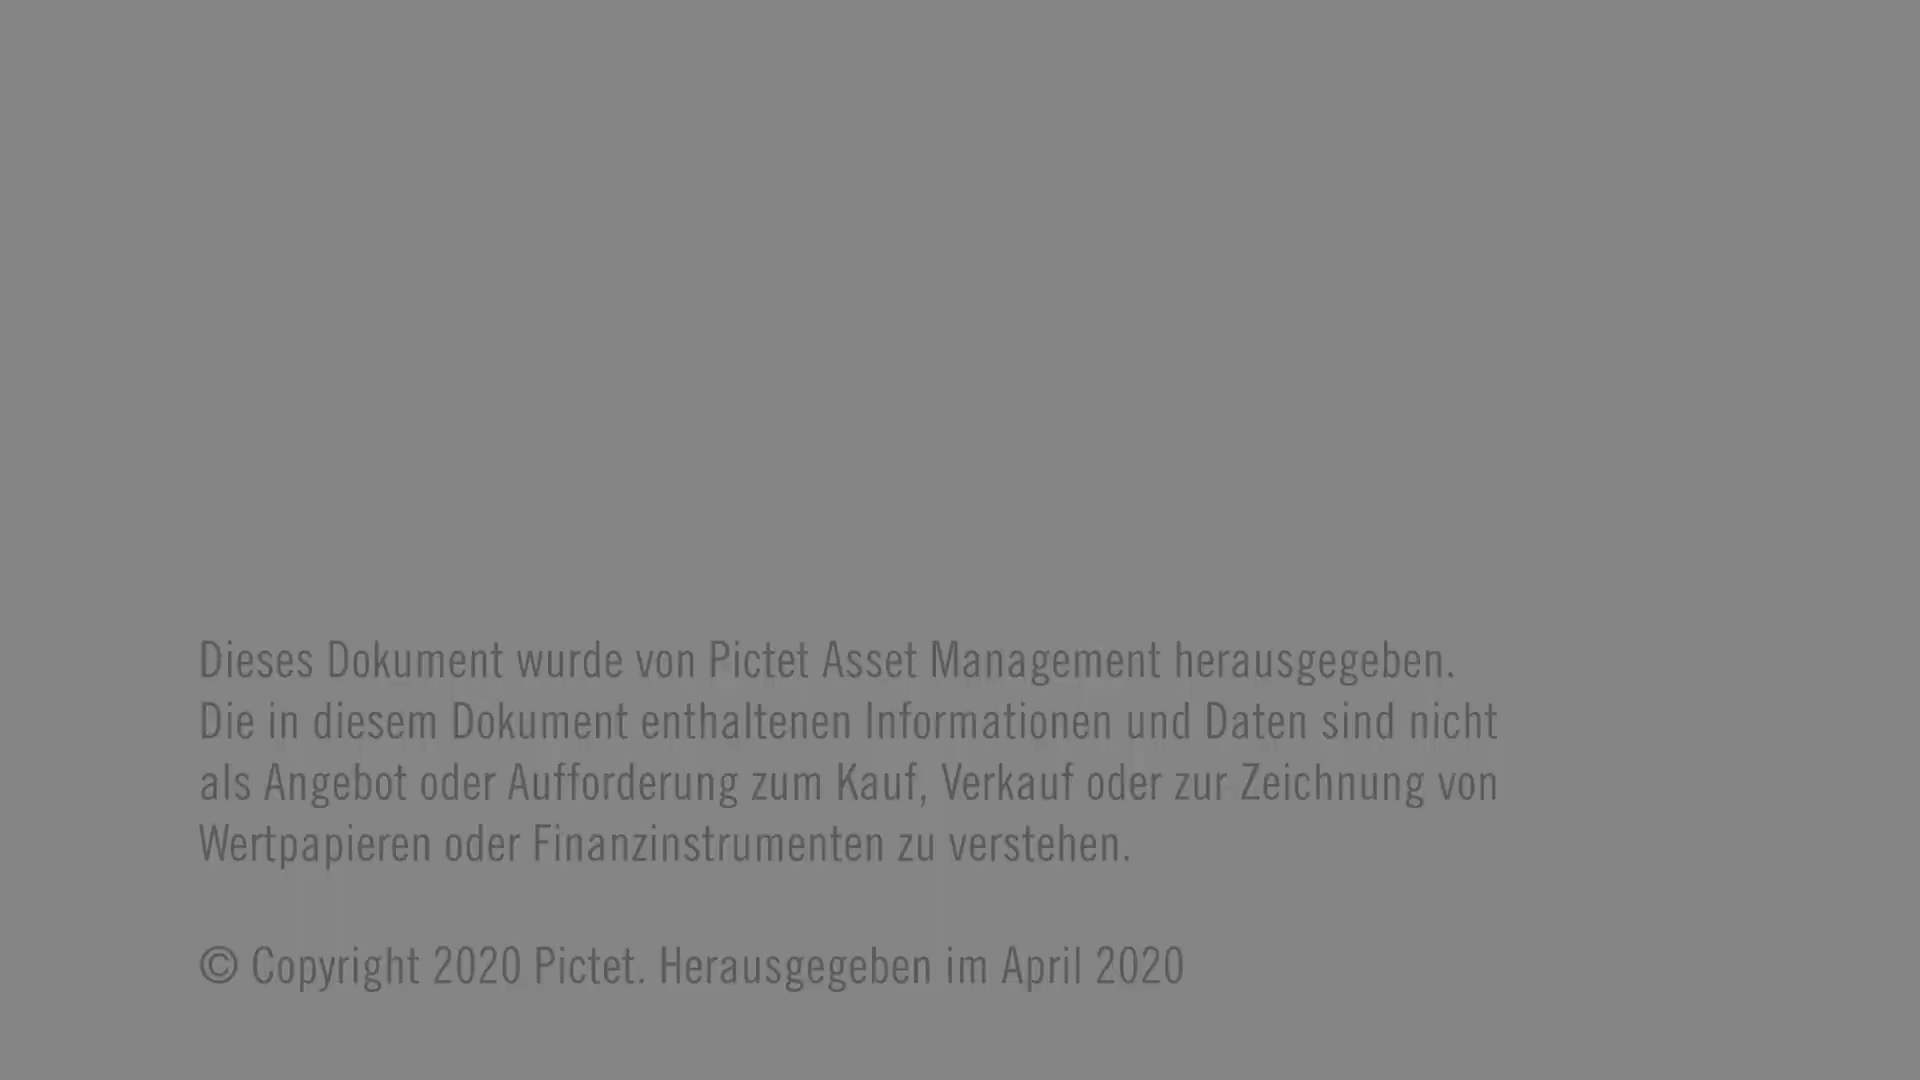 Dieses Dokument wurde von Pictet Asset Management herausgegeben.
Die in diesem Dokument enthaltenen Informationen und Daten sind nicht
als Angebot oder Aufforderung zum Kauf, Verkauf oder zur Zeichnung von
Wertpapieren oder Finanzinstrumenten zu verstehen.
© Copyright 2020 Pictet. Herausgegeben im April 2020